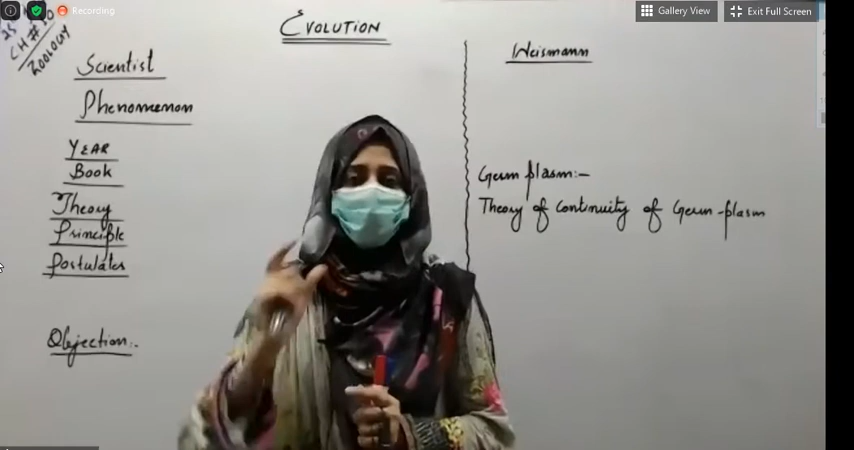 Recording
Gallery View
Exit Full Screen
CH #
ZOOLOGY
EVOLUTION
Scientist
Phenomenon
YEAR
Book
Theory
Principle
Postulates
Objection:-
Weismann
Germ plasm:-
Theory of Continuity of Germ-plasm